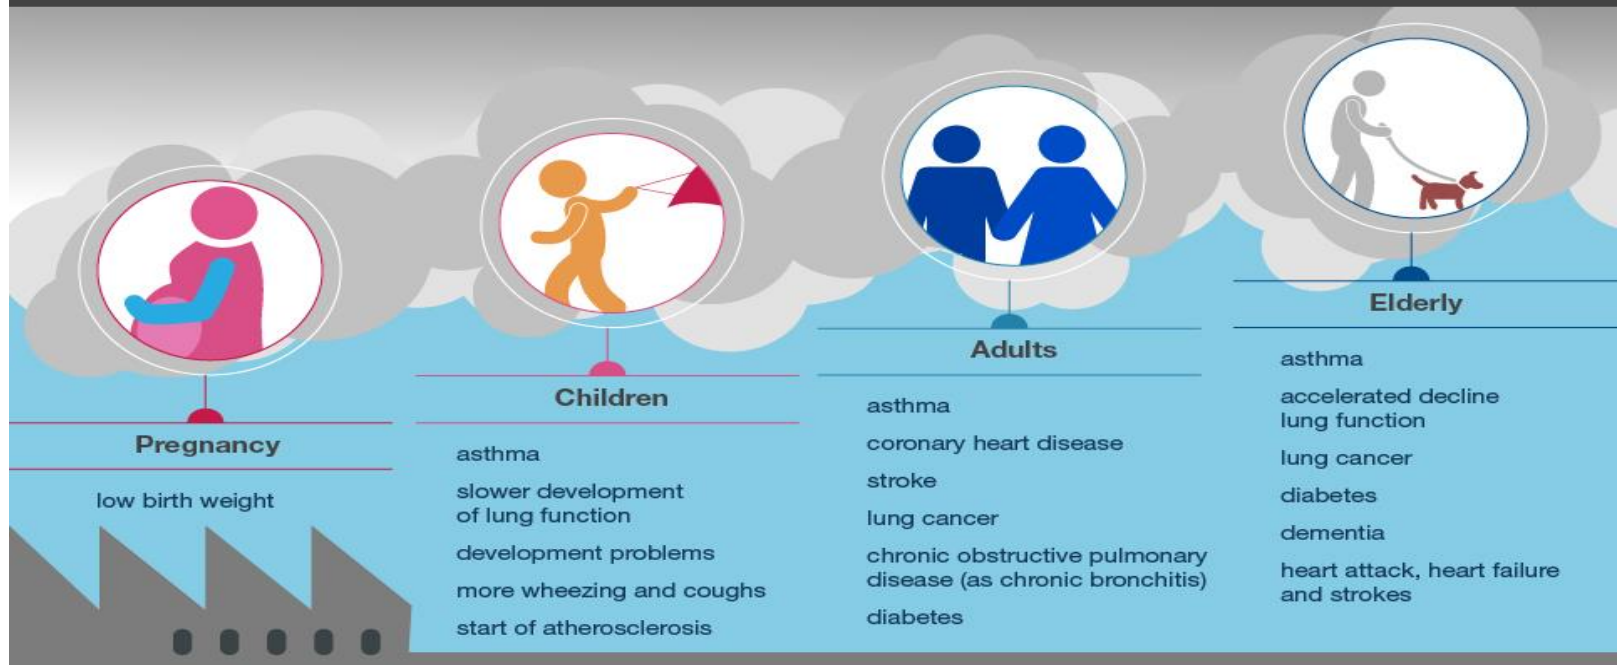 Pregnancy
low birth weight
Children
asthma
slower development
of lung function
development problems
more wheezing and coughs
start of atherosclerosis
Adults
asthma
coronary heart disease
stroke
lung cancer
chronic obstructive pulmonary
disease (as chronic bronchitis)
diabetes
Elderly
asthma
accelerated decline
lung function
lung cancer
diabetes
dementia
heart attack, heart failure
and strokes